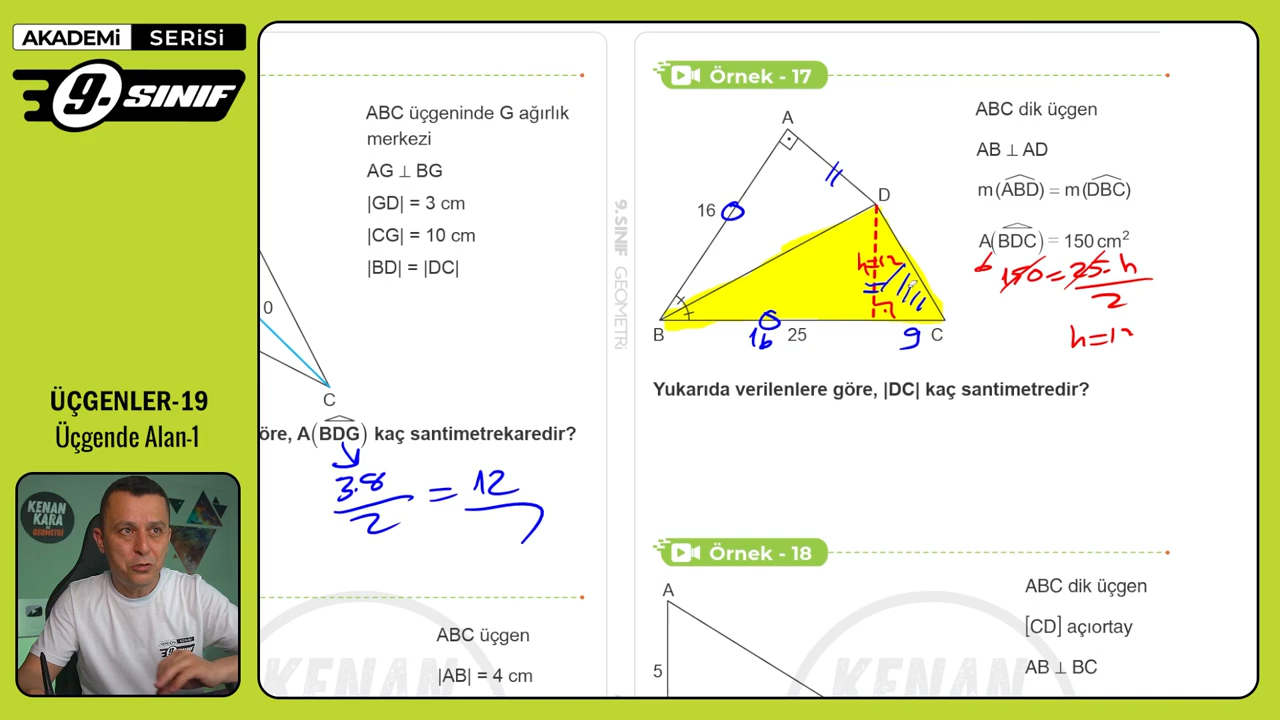 AKADEMİ SERİSİ
9. SINIF
ÜÇGENLER-19
Üçgende Alan-1
KENAN
KARA
GEOMETRİ
ABC üçgeninde G ağırlık
merkezi
AG ⊥ BG
|GD| = 3 cm
|CG| = 10 cm
|BD| = |DC|
0
C
öre, A(BDG) kaç santimetrekaredir?
3.8/2 = 12
ABC üçgen
|AB| = 4 cm
KENAN
9.SINIF GEOMETRİ
Örnek - 17
A
D
16
h=12
B
16
25
9
C
ABC dik üçgen
AB ⊥ AD
m(ABD) = m(DBC)
A(BDC) = 150 cm²
6
150 = 25.h/2
h=12
Yukarıda verilenlere göre, |DC| kaç santimetredir?
Örnek - 18
A
5
ABC dik üçgen
[CD] açıortay
AB ⊥ BC
KENAN